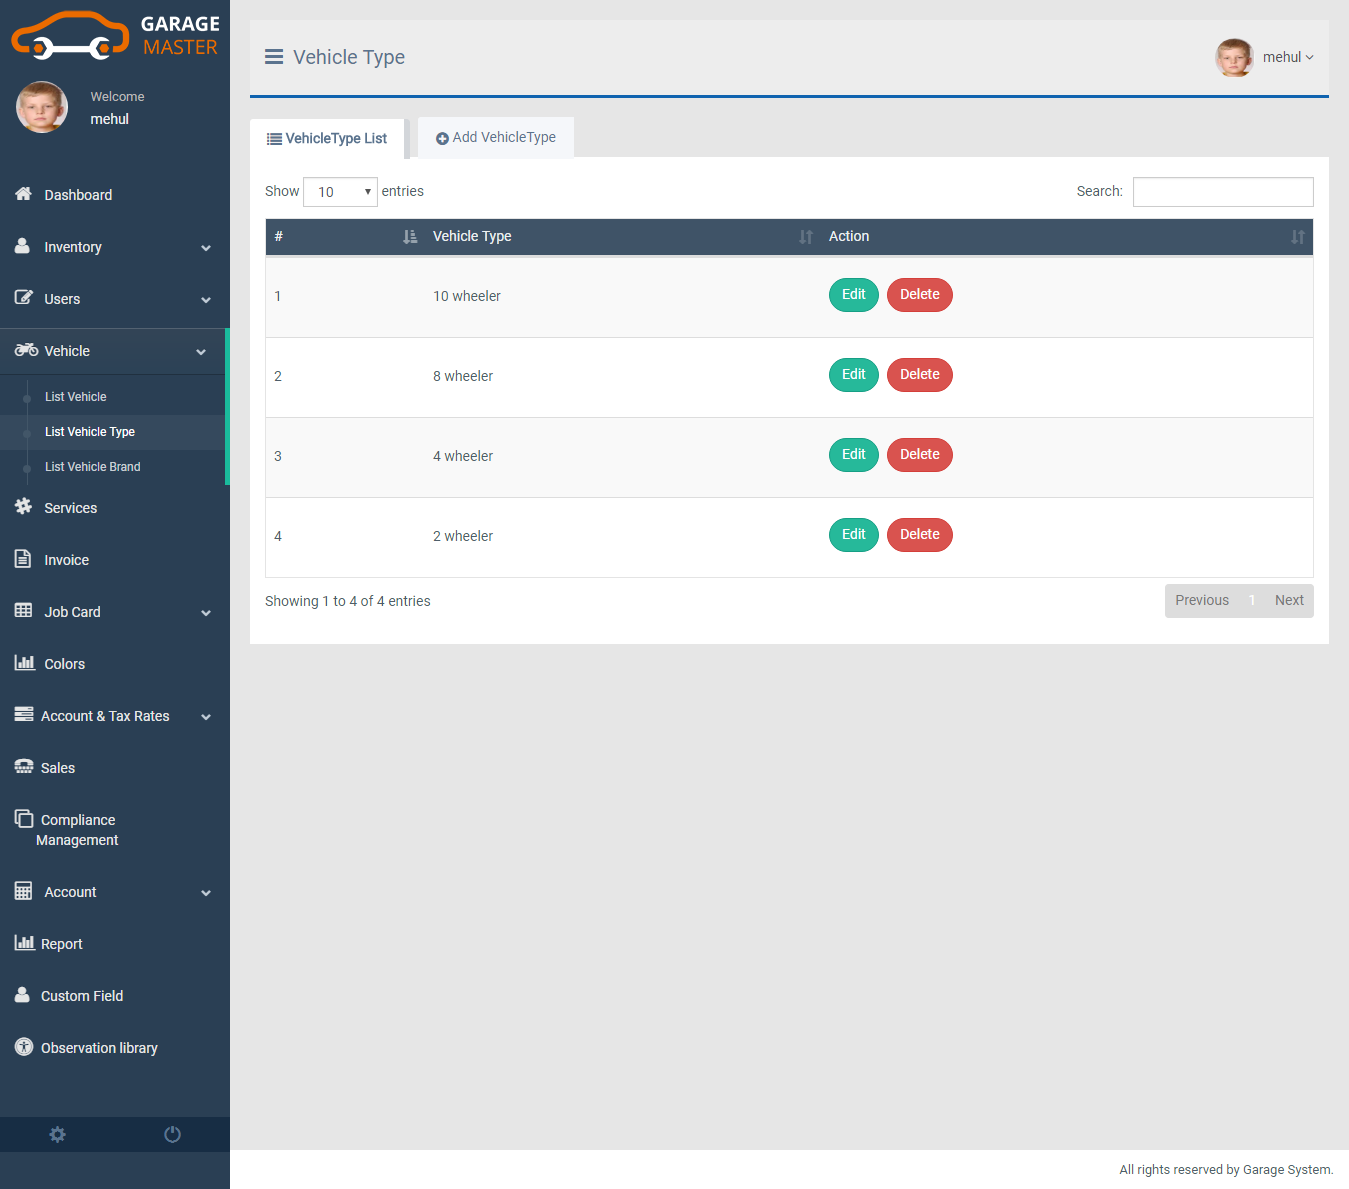 GARAGE
MASTER
Welcome
mehul
Dashboard
Inventory
Users
Vehicle
List Vehicle
List Vehicle Type
List Vehicle Brand
Services
Invoice
Job Card
Colors
Account & Tax Rates
Sales
Compliance
Management
Account
Report
Custom Field
Observation library
Vehicle Type
mehul
VehicleType List
Add VehicleType
Show 10 entries
Search:
# Vehicle Type Action
1 10 wheeler Edit Delete
2 8 wheeler Edit Delete
3 4 wheeler Edit Delete
4 2 wheeler Edit Delete
Showing 1 to 4 of 4 entries
Previous 1 Next
All rights reserved by Garage System.